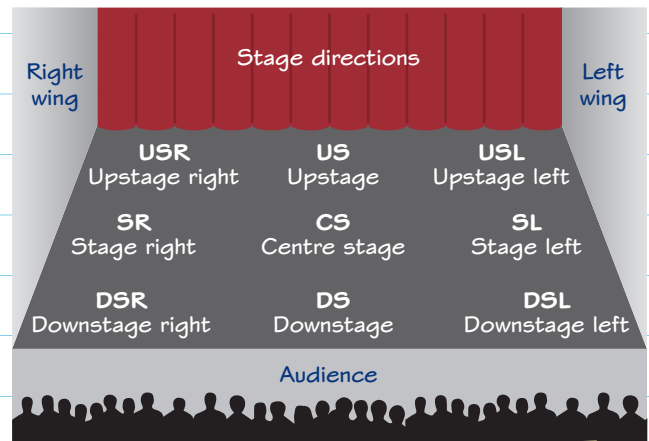 Stage directions
Right
wing
Left
wing
USR
Upstage right
US
Upstage
USL
Upstage left
SR
Stage right
CS
Centre stage
SL
Stage left
DSR
Downstage right
DS
Downstage
DSL
Downstage left
Audience